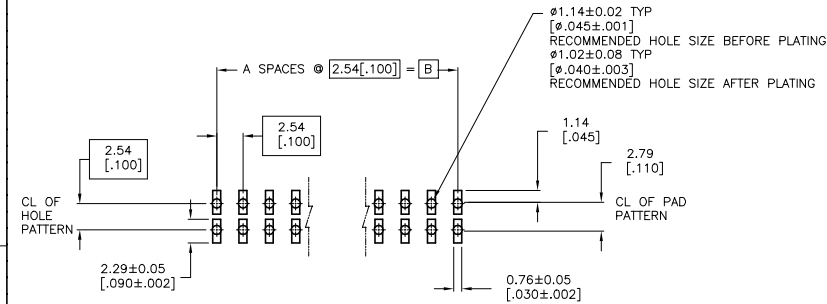 ø1.14±0.02 TYP
[ø.045±.001]
RECOMMENDED HOLE SIZE BEFORE PLATING
ø1.02±0.08 TYP
[ø.040±.003]
RECOMMENDED HOLE SIZE AFTER PLATING
A SPACES @ 2.54[.100] = B
2.54
[.100]
2.54
[.100]
1.14
[.045]
2.79
[.110]
CL OF
HOLE
PATTERN
CL OF PAD
PATTERN
2.29±0.05
[.090±.002]
0.76±0.05
[.030±.002]